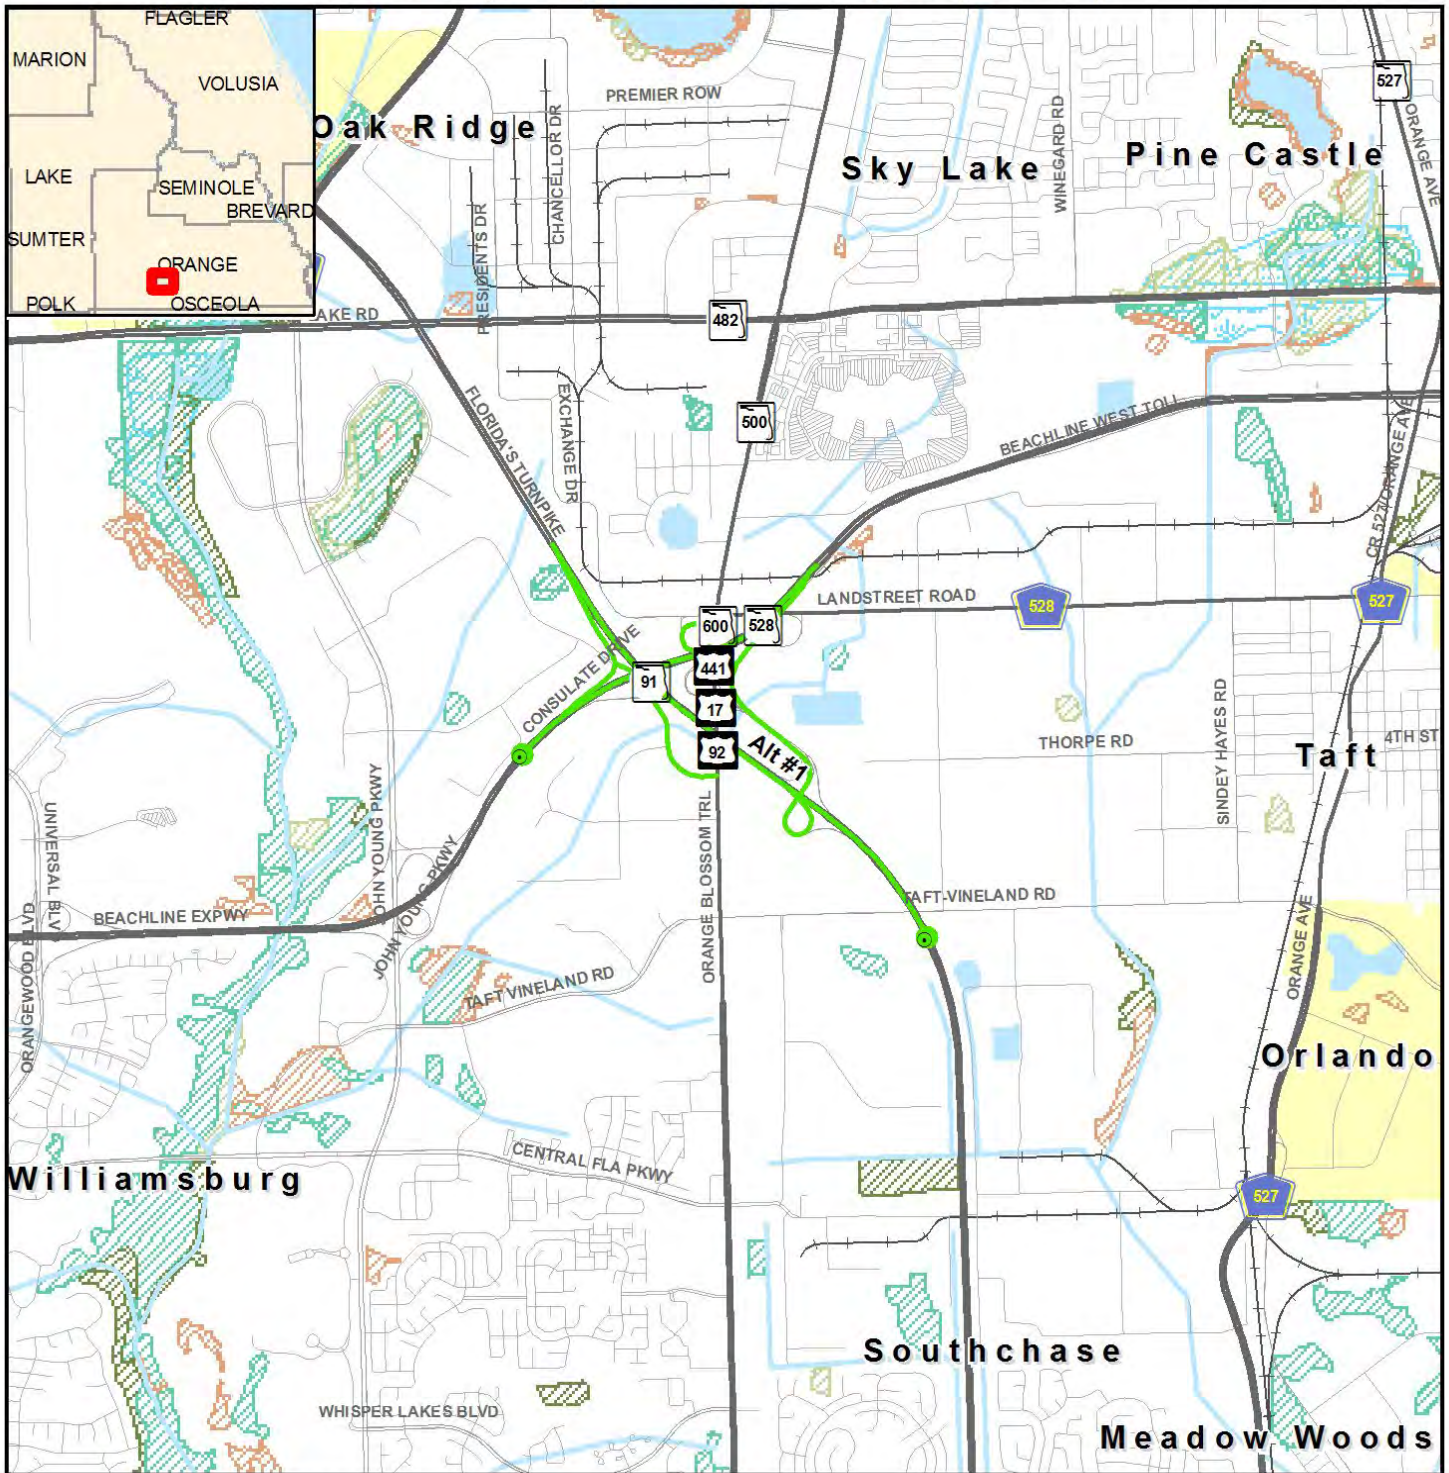 FLAGLER
MARION
VOLUSIA
LAKE
SEMINOLE
BREVARD
SUMTER
ORANGE
POLK
OSCEOLA
527
ORANGE AVE
PREMIER ROW
CHANCELLOR DR
Oak Ridge
Sky Lake
WINEGARD RD
Pine Castle
PRESIDENTS DR
AKE RD
482
FLORIDA'S TURNPIKE
EXCHANGE DR
500
BEACHLINE WEST TOLL
CR 527/ORANGE AVE
LANDSTREET ROAD
528
527
600
528
441
91
17
92
CONSULATE DRIVE
Alt #1
THORPE RD
SINDEY HAYES RD
Taft
4TH ST
UNIVERSAL BLV
JOHN YOUNG PKWY
JOHN YOUNG PKWY
ORANGE BLOSSOM TRL
TAFT-VINELAND RD
BEACHLINE EXPWY
ORANGEWOOD BLVD
TAFT VINELAND RD
ORANGE AVE
Orlando
CENTRAL FLA PKWY
Williamsburg
527
Southchase
WHISPER LAKES BLVD
Meadow Woods